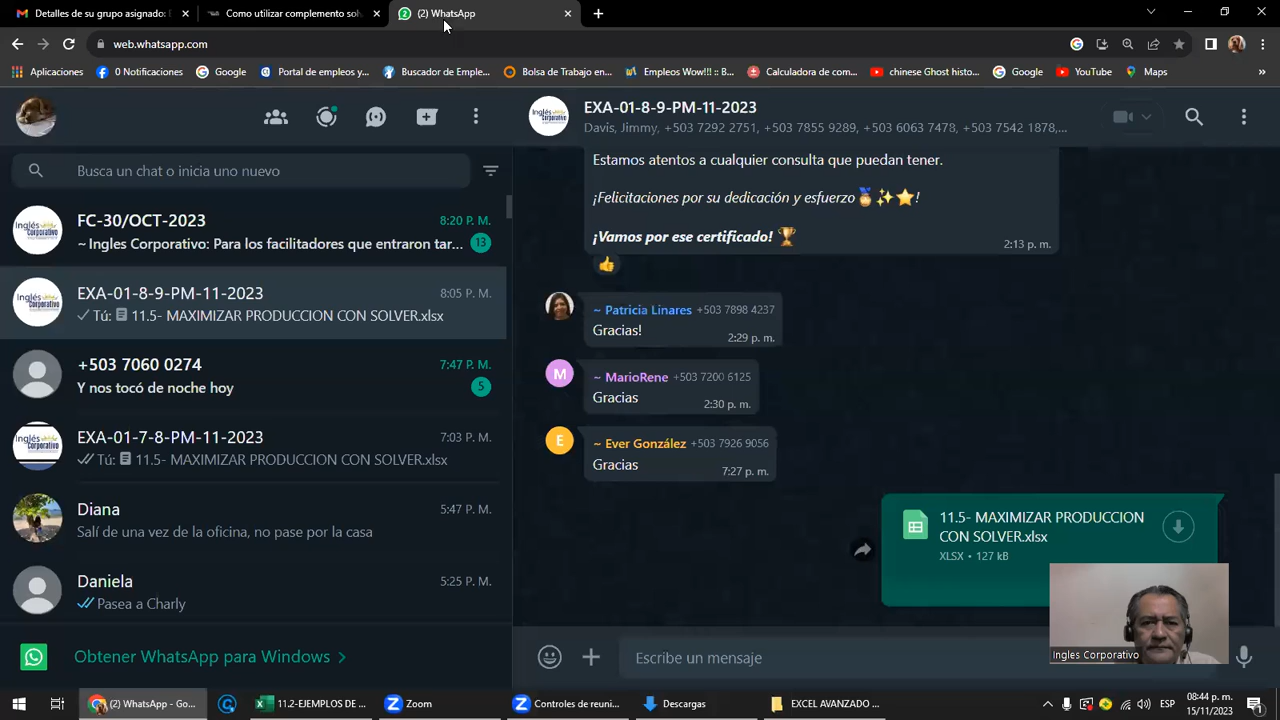 Detalles de su grupo asignado: [
Como utilizar complemento sol
(2) WhatsApp
web.whatsapp.com
Aplicaciones
0 Notificaciones
Google
Portal de empleos y...
Buscador de Emple...
Bolsa de Trabajo en...
Empleos Wow!!! :: B...
Calculadora de com...
chinese Ghost histo...
Google
YouTube
Maps
EXA-01-8-9-PM-11-2023
Davis, Jimmy, +503 7292 2751, +503 7855 9289, +503 6063 7478, +503 7542 1878,...
Busca un chat o inicia uno nuevo
FC-30/OCT-2023
8:20 P. M.
~ Ingles Corporativo: Para los facilitadores que entraron tar...
13
EXA-01-8-9-PM-11-2023
8:05 P. M.
Tú: 11.5- MAXIMIZAR PRODUCCION CON SOLVER.xlsx
+503 7060 0274
7:47 P. M.
Y nos tocó de noche hoy
5
EXA-01-7-8-PM-11-2023
7:03 P. M.
Tú: 11.5- MAXIMIZAR PRODUCCION CON SOLVER.xlsx
Diana
5:47 P. M.
Salí de una vez de la oficina, no pase por la casa
Daniela
5:25 P. M.
Pasea a Charly
Obtener WhatsApp para Windows
Estamos atentos a cualquier consulta que puedan tener.
¡Felicitaciones por su dedicación y esfuerzo🏅✨⭐!
¡Vamos por ese certificado! 🏆
2:13 p. m.
~ Patricia Linares +503 7898 4237
Gracias!
2:29 p. m.
M
~ MarioRene +503 7200 6125
Gracias
2:30 p. m.
E
~ Ever González +503 7926 9056
Gracias
7:27 p. m.
11.5- MAXIMIZAR PRODUCCION
CON SOLVER.xlsx
XLSX • 127 kB
Ingles Corporativo
Escribe un mensaje
(2) WhatsApp - Go...
11.2-EJEMPLOS DE ...
Zoom
Controles de reuni...
Descargas
EXCEL AVANZADO ...
ESP
08:44 p. m.
15/11/2023